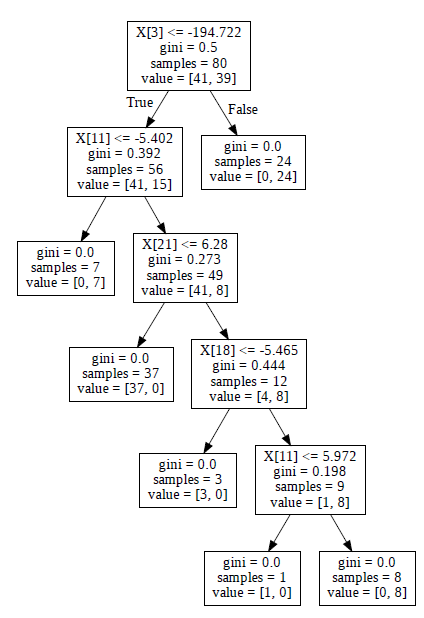 X[3] <= -194.722
gini = 0.5
samples = 80
value = [41, 39]
True
False
X[11] <= -5.402
gini = 0.392
samples = 56
value = [41, 15]
gini = 0.0
samples = 24
value = [0, 24]
gini = 0.0
samples = 7
value = [0, 7]
X[21] <= 6.28
gini = 0.273
samples = 49
value = [41, 8]
gini = 0.0
samples = 37
value = [37, 0]
X[18] <= -5.465
gini = 0.444
samples = 12
value = [4, 8]
gini = 0.0
samples = 3
value = [3, 0]
X[11] <= 5.972
gini = 0.198
samples = 9
value = [1, 8]
gini = 0.0
samples = 1
value = [1, 0]
gini = 0.0
samples = 8
value = [0, 8]